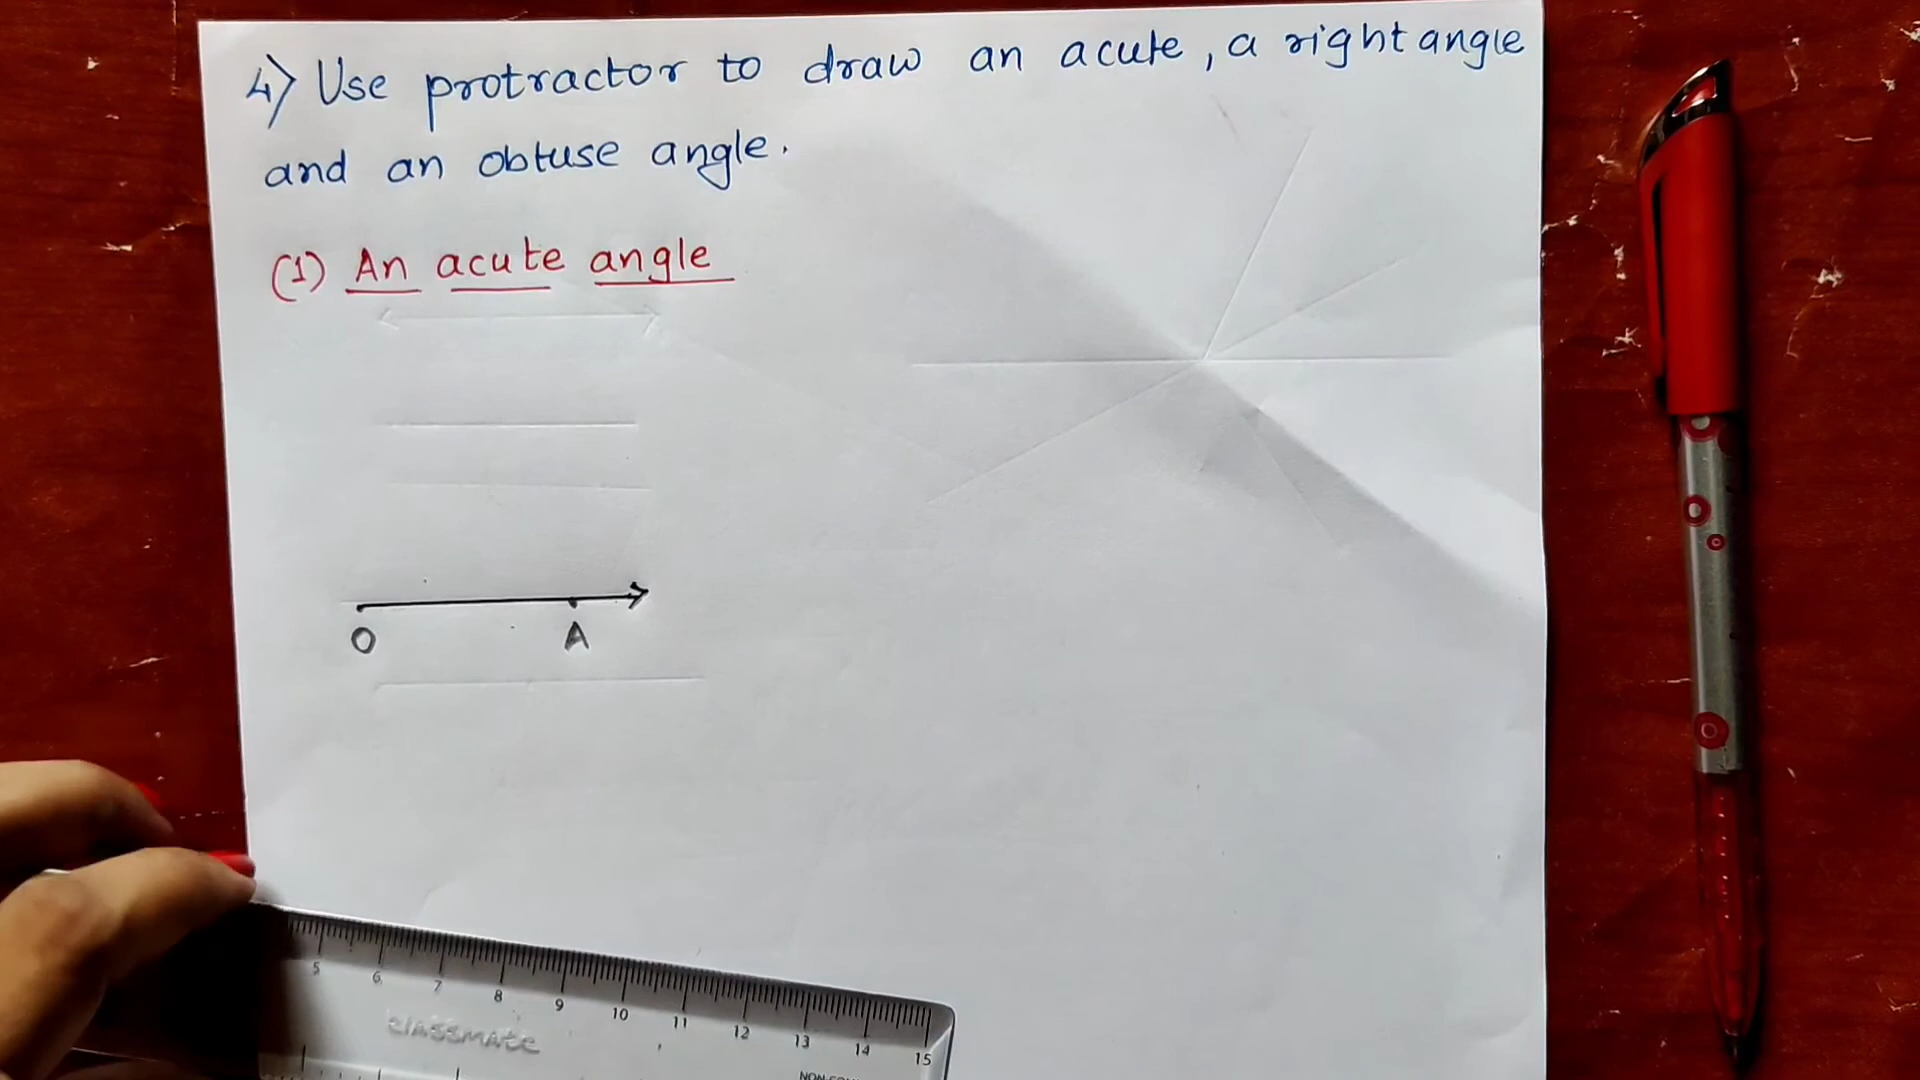 4) Use protractor to draw an acute, a right angle
and an obtuse angle.
(1) An acute angle
O A
5 6 7 8 9 10 11 12 13 14 15
classmate